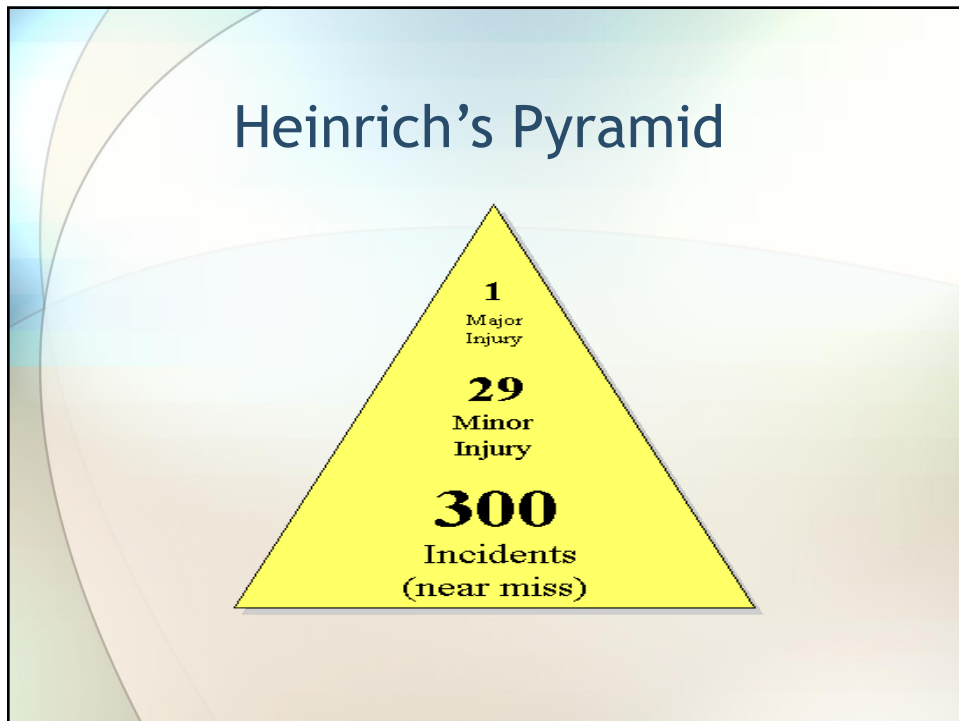 Heinrich’s Pyramid
1
Major
Injury
29
Minor
Injury
300
Incidents
(near miss)